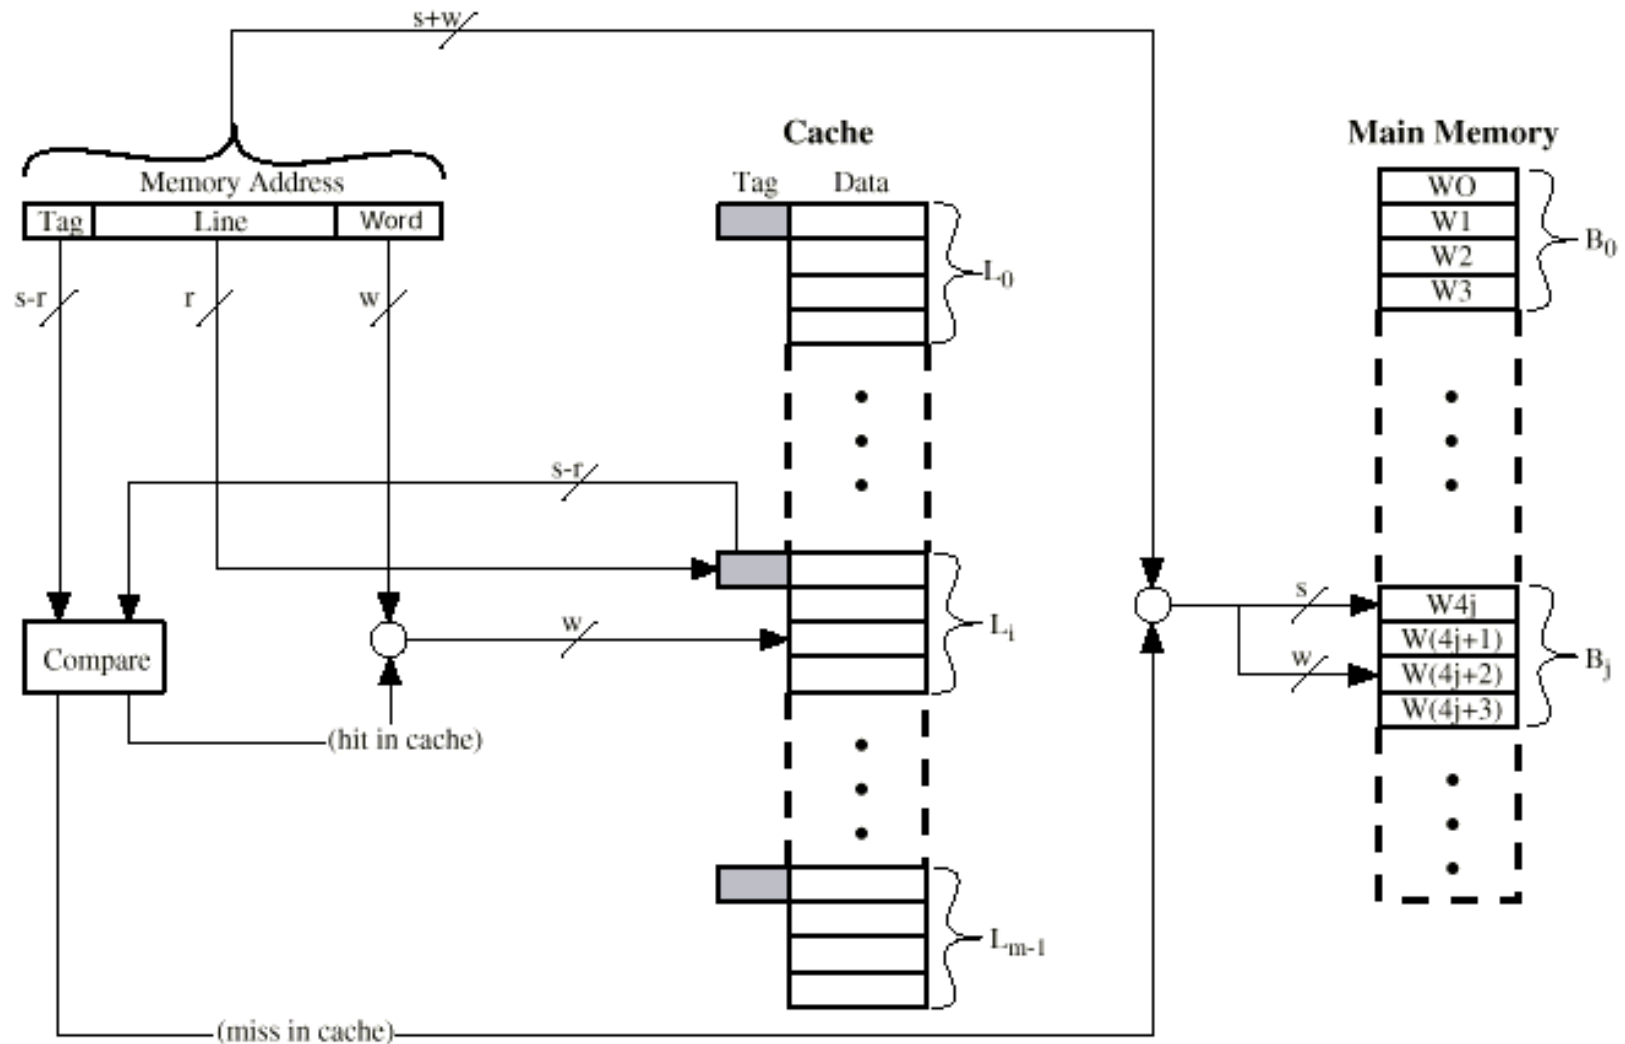 s+w
Cache
Main Memory
Memory Address
Tag Data
Tag Line Word
WO
W1
W2
W3
B0
L0
s-r
r
w
s-r
w
s
w
Compare
Li
W4j
W(4j+1)
W(4j+2)
W(4j+3)
Bj
(hit in cache)
Lm-1
(miss in cache)